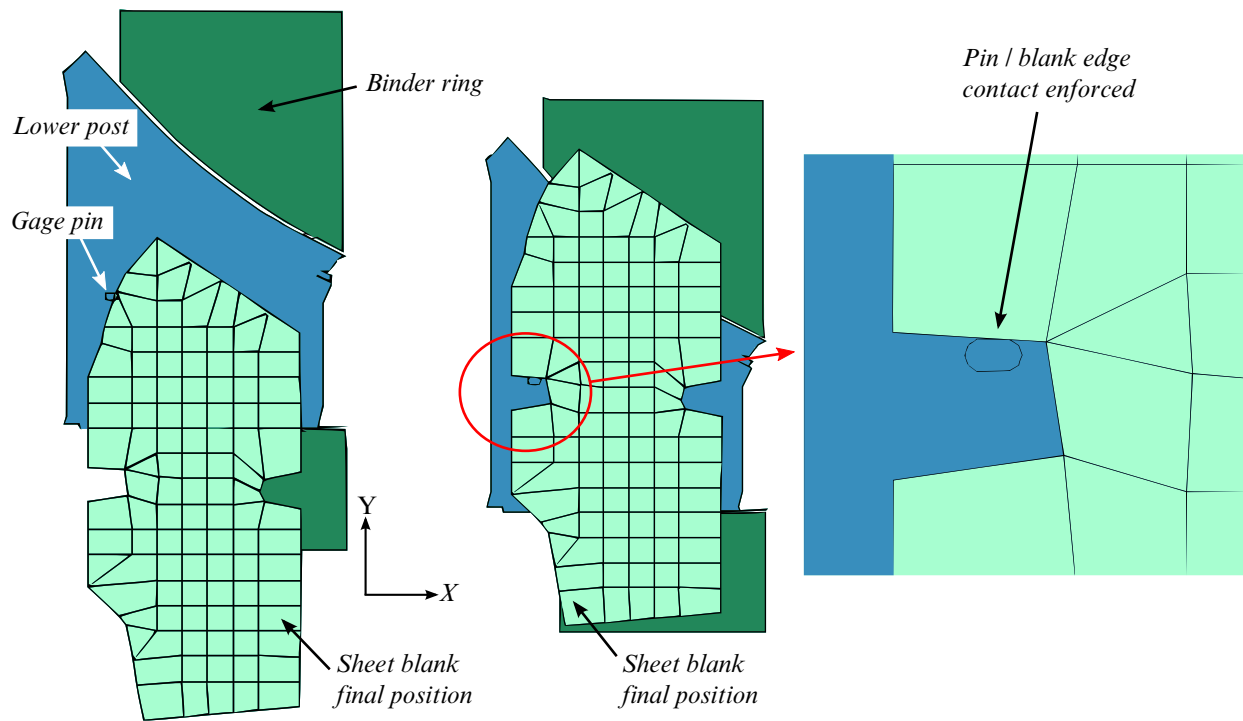 Binder ring
Lower post
Gage pin
Pin / blank edge
contact enforced
Y
X
Sheet blank
final position
Sheet blank
final position